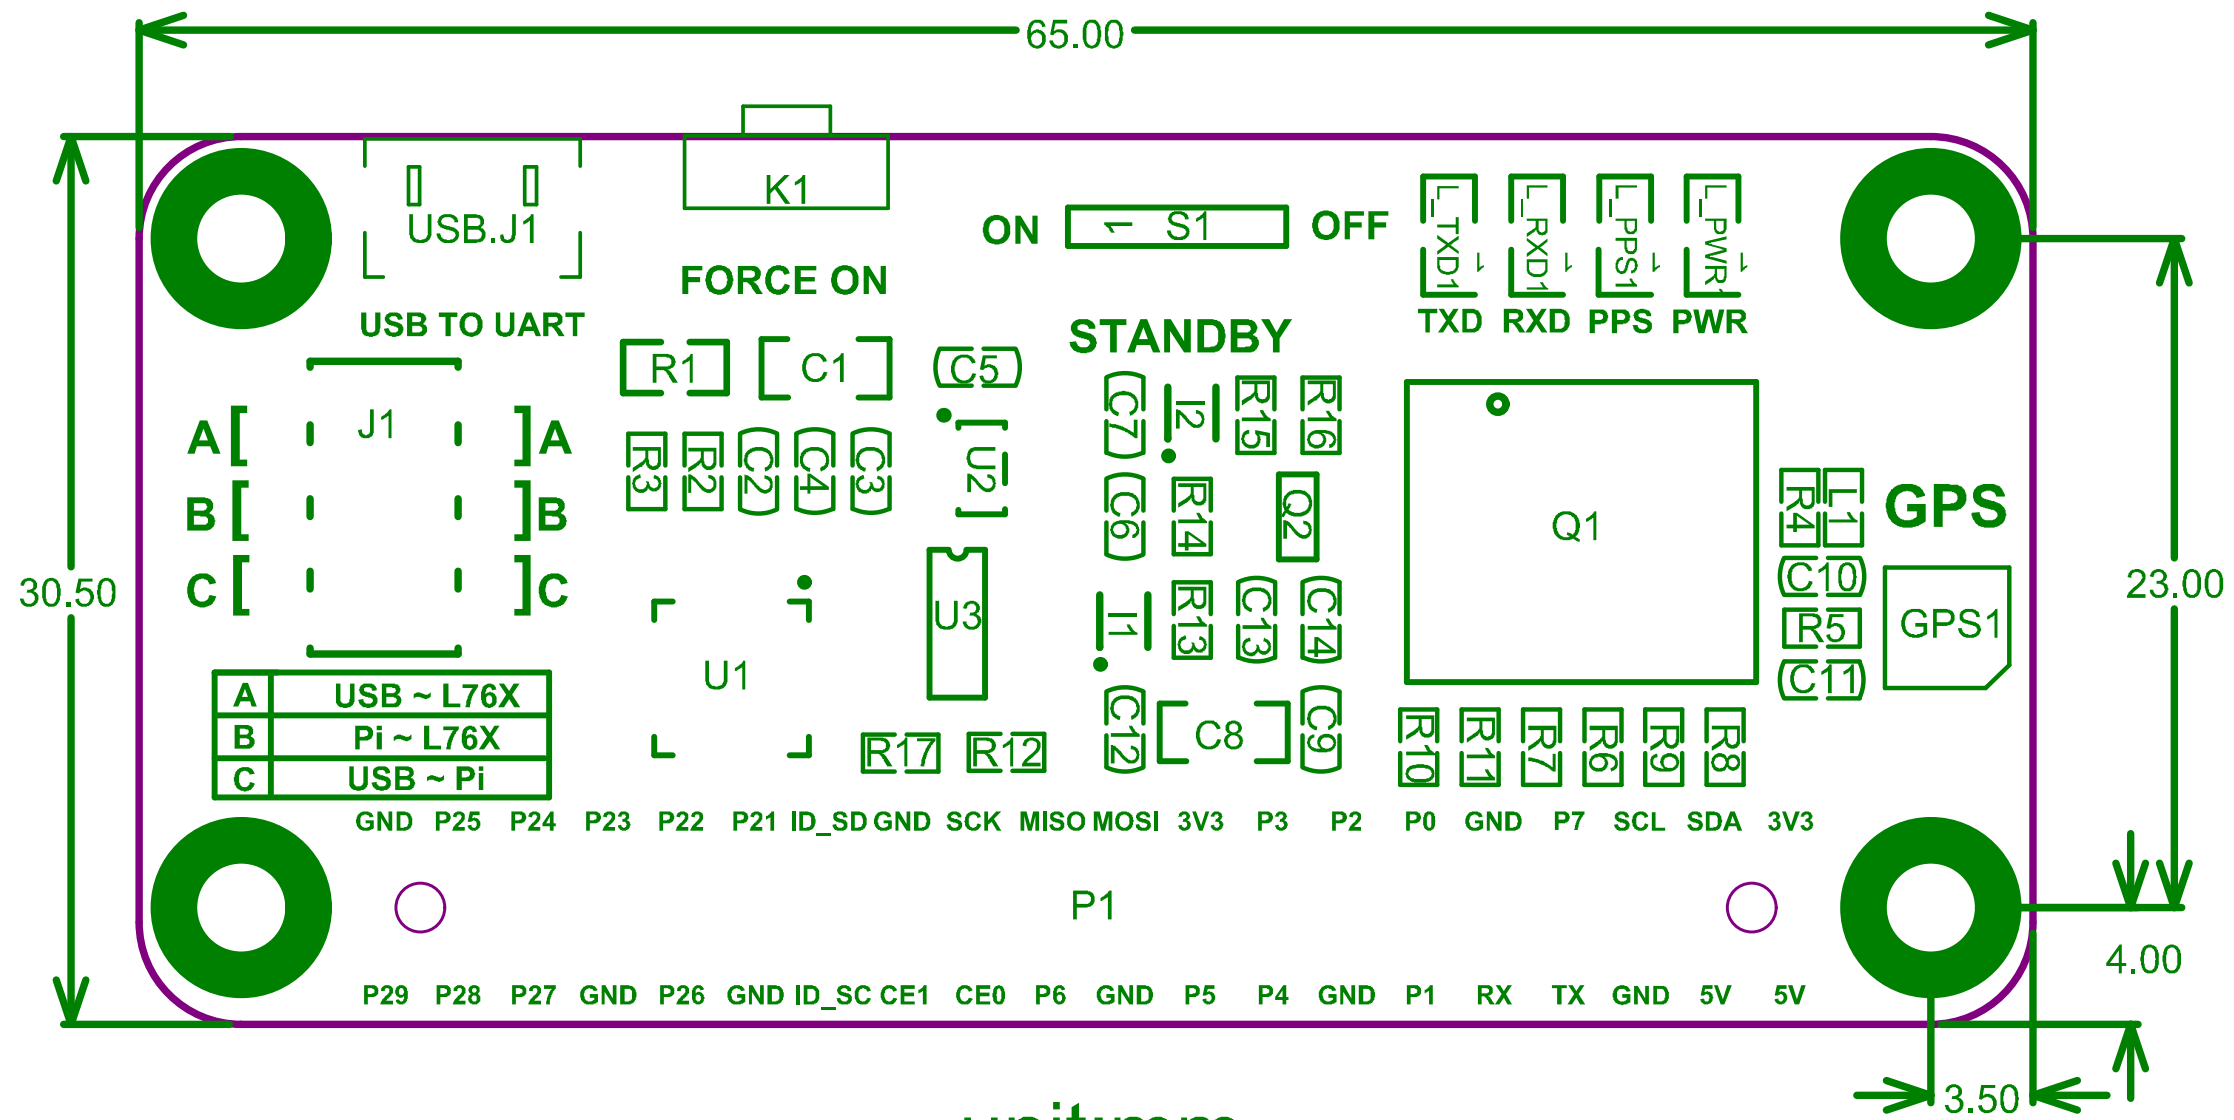 65.00
K1
USB.J1
ON
1 S1
OFF
L_TXD1 1
L_RXD1 1
L_PPS1 1
L_PWR1 1
FORCE ON
USB TO UART
STANDBY
TXD RXD PPS PWR
R1 C1 C5
J1
A [ ] A
B [ ] B
C [ ] C
R3 R2 C2 C4 C3 U2
C7 I2 R15 R16
C6 R14 Q2
Q1
R4 L1
GPS
30.50
23.00
U3
U1
I1 R13 C13 C14
C10
R5
C11
GPS1
A USB ~ L76X
B Pi ~ L76X
C USB ~ Pi
R17 R12 C12 C8 C9
R10 R11 R7 R6 R9 R8
GND P25 P24 P23 P22 P21 ID_SD GND SCK MISO MOSI 3V3 P3 P2 P0 GND P7 SCL SDA 3V3
P1
4.00
P29 P28 P27 GND P26 GND ID_SC CE1 CE0 P6 GND P5 P4 GND P1 RX TX GND 5V 5V
3.50